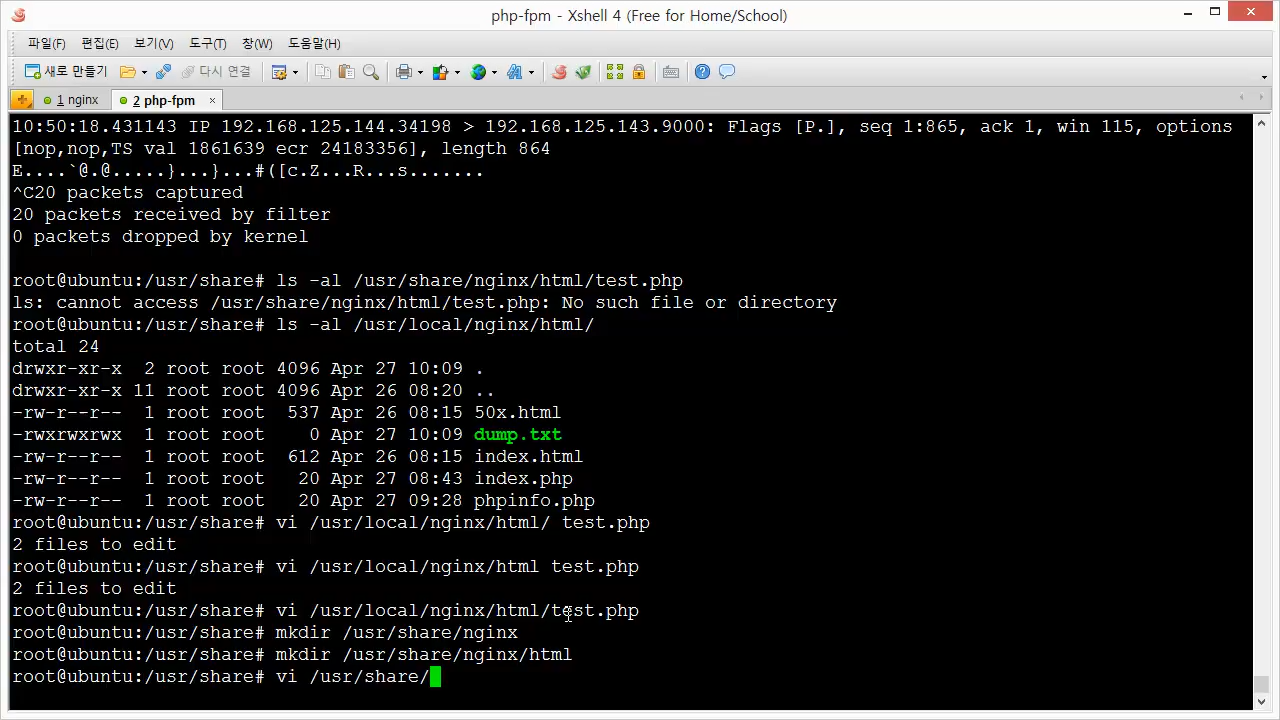 php-fpm - Xshell 4 (Free for Home/School)
파일(F) 편집(E) 보기(V) 도구(T) 창(W) 도움말(H)
새로 만들기 다시 연결
1 nginx 2 php-fpm ×
10:50:18.431143 IP 192.168.125.144.34198 > 192.168.125.143.9000: Flags [P.], seq 1:865, ack 1, win 115, options
[nop,nop,TS val 1861639 ecr 24183356], length 864
E....`@.@.....}...}...#([c.Z...R...s.......
^C20 packets captured
20 packets received by filter
0 packets dropped by kernel
root@ubuntu:/usr/share# ls -al /usr/share/nginx/html/test.php
ls: cannot access /usr/share/nginx/html/test.php: No such file or directory
root@ubuntu:/usr/share# ls -al /usr/local/nginx/html/
total 24
drwxr-xr-x  2 root root 4096 Apr 27 10:09 .
drwxr-xr-x 11 root root 4096 Apr 26 08:20 ..
-rw-r--r--  1 root root  537 Apr 26 08:15 50x.html
-rwxrwxrwx  1 root root    0 Apr 27 10:09 dump.txt
-rw-r--r--  1 root root  612 Apr 26 08:15 index.html
-rw-r--r--  1 root root   20 Apr 27 08:43 index.php
-rw-r--r--  1 root root   20 Apr 27 09:28 phpinfo.php
root@ubuntu:/usr/share# vi /usr/local/nginx/html/ test.php
2 files to edit
root@ubuntu:/usr/share# vi /usr/local/nginx/html test.php
2 files to edit
root@ubuntu:/usr/share# vi /usr/local/nginx/html/test.php
root@ubuntu:/usr/share# mkdir /usr/share/nginx
root@ubuntu:/usr/share# mkdir /usr/share/nginx/html
root@ubuntu:/usr/share# vi /usr/share/